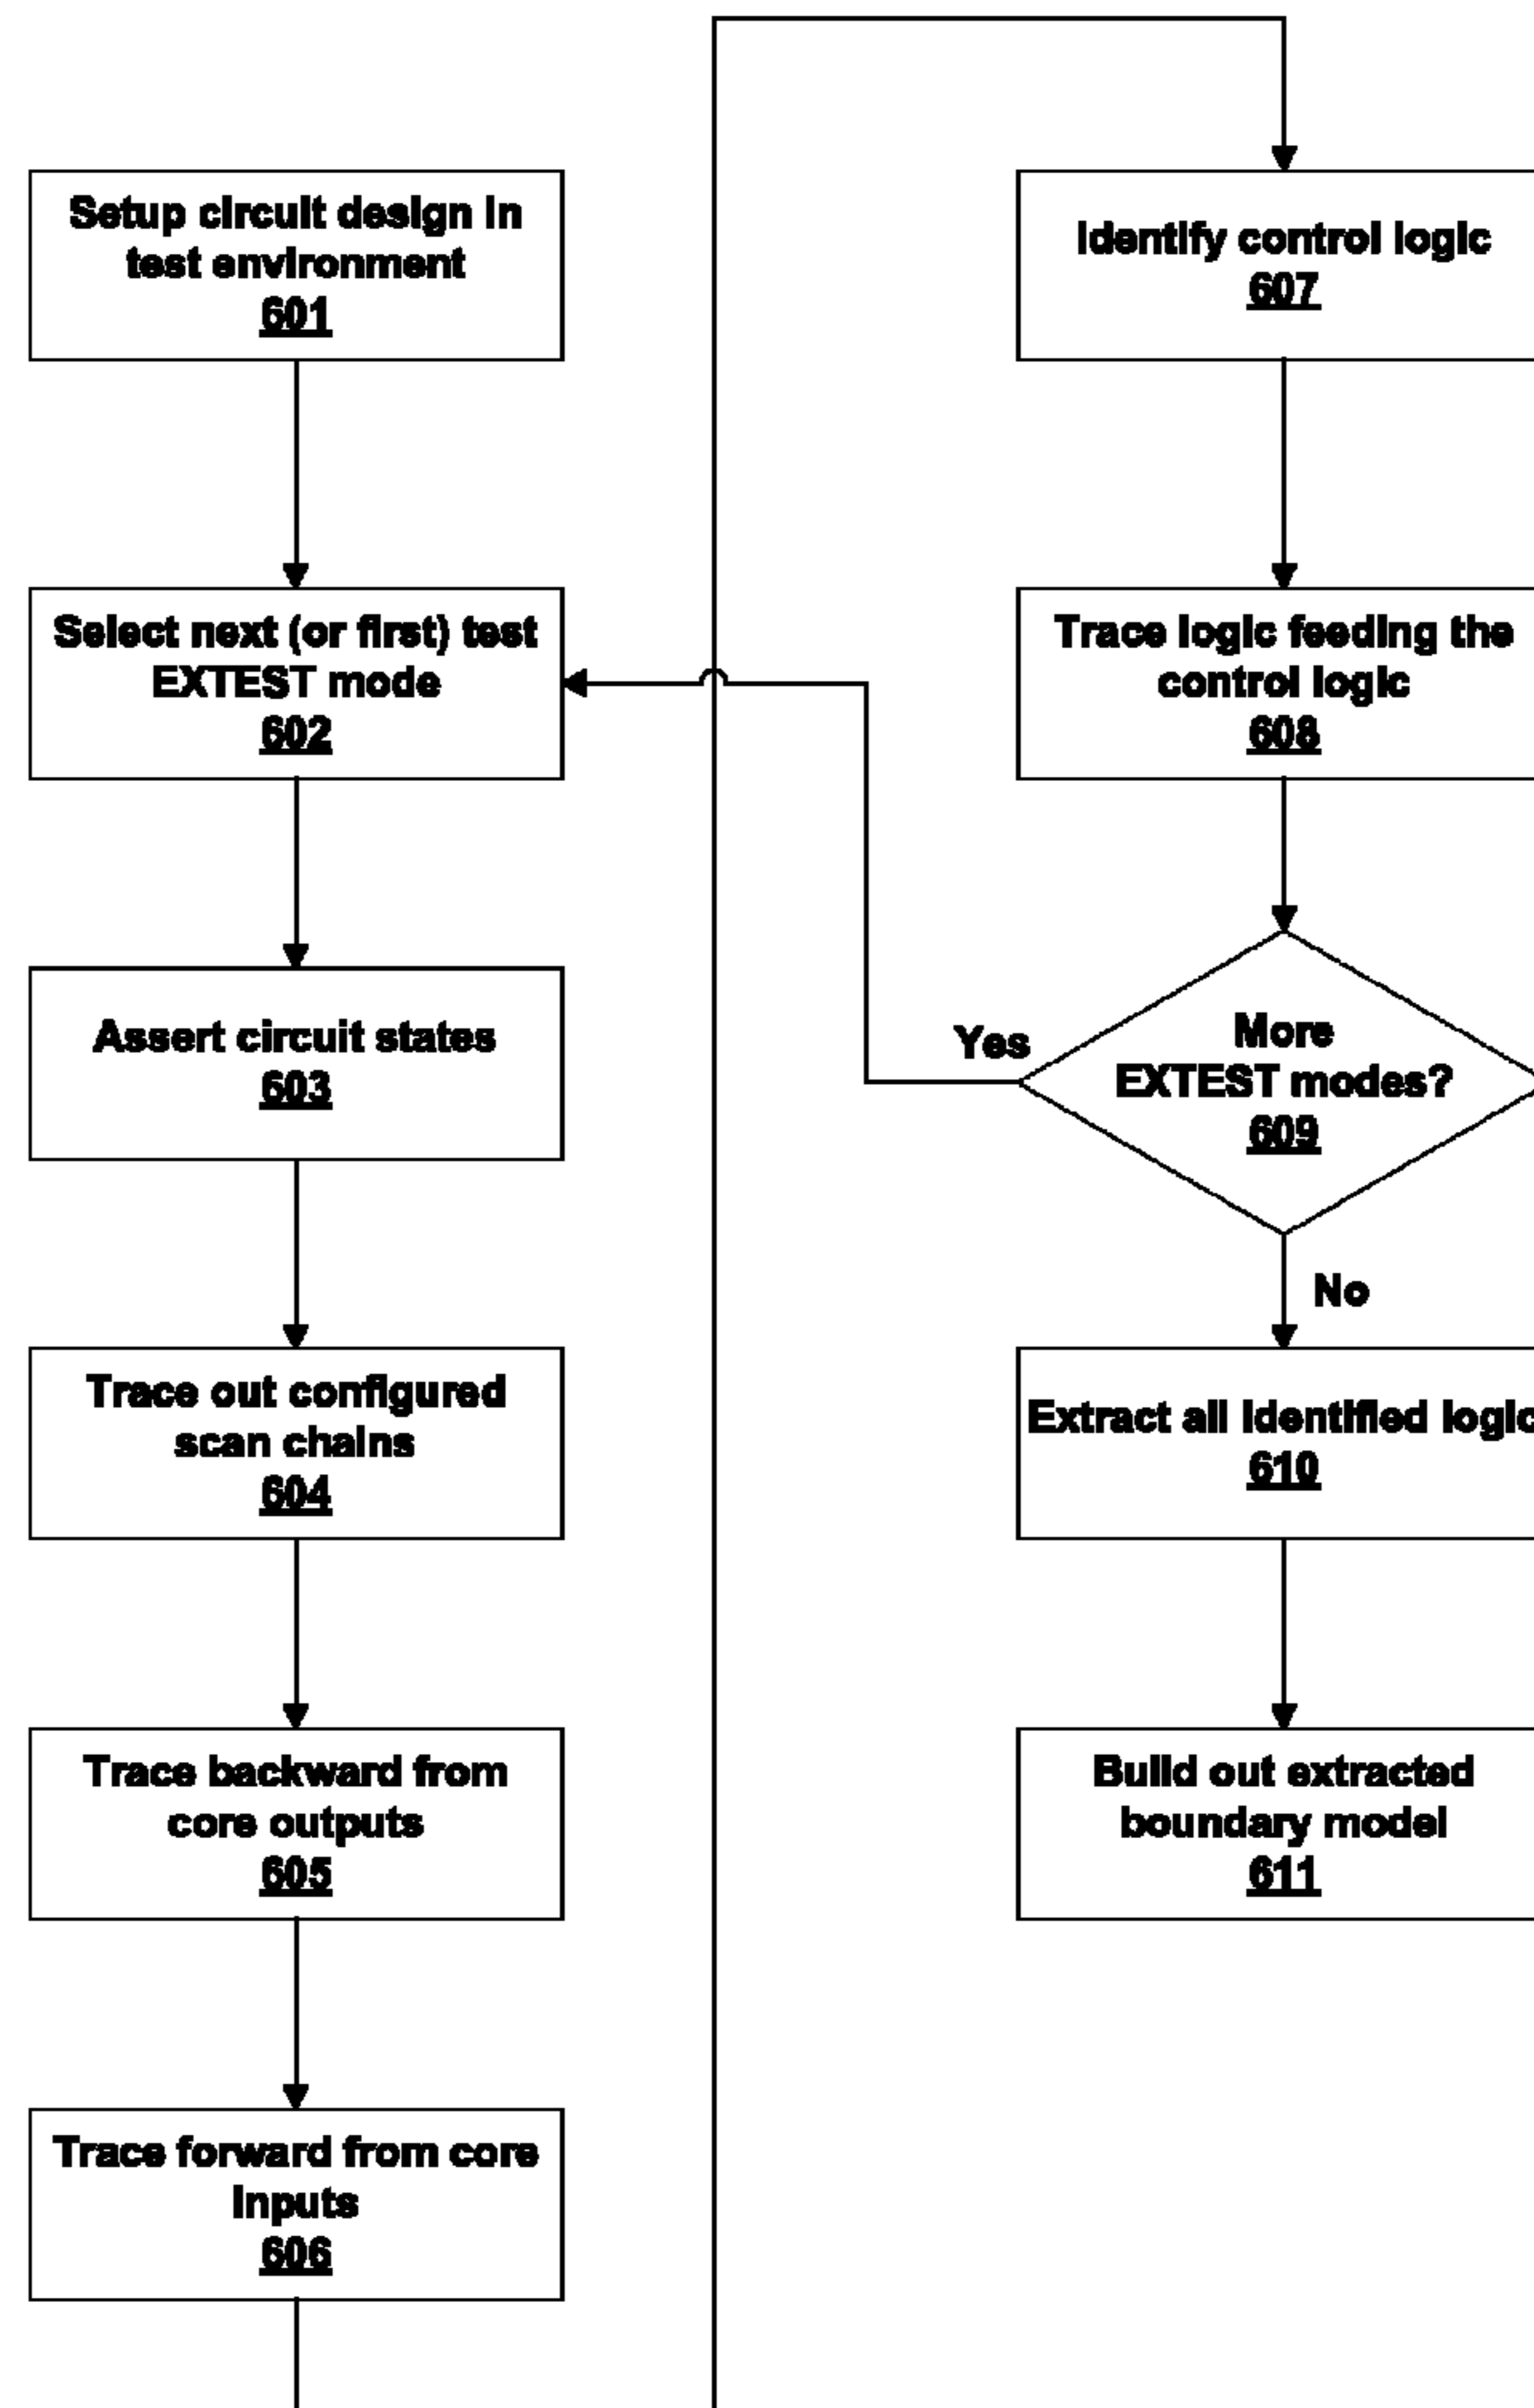 Setup circuit design in
test environment
601
Select next (or first) test
EXTEST mode
602
Assert circuit states
603
Trace out configured
scan chains
604
Trace backward from
core outputs
605
Trace forward from core
inputs
606
Identify control logic
607
Trace logic feeding the
control logic
608
More
EXTEST modes?
609
Yes
No
Extract all identified logic
610
Build out extracted
boundary model
611